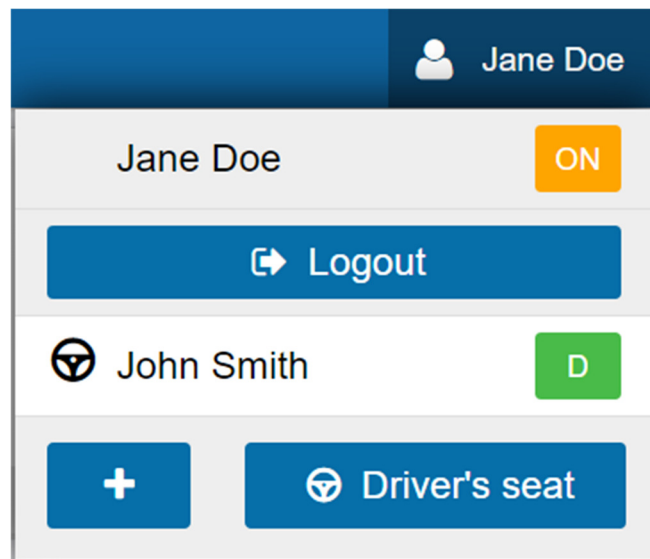 Jane Doe
Jane Doe ON
Logout
John Smith D
Driver's seat